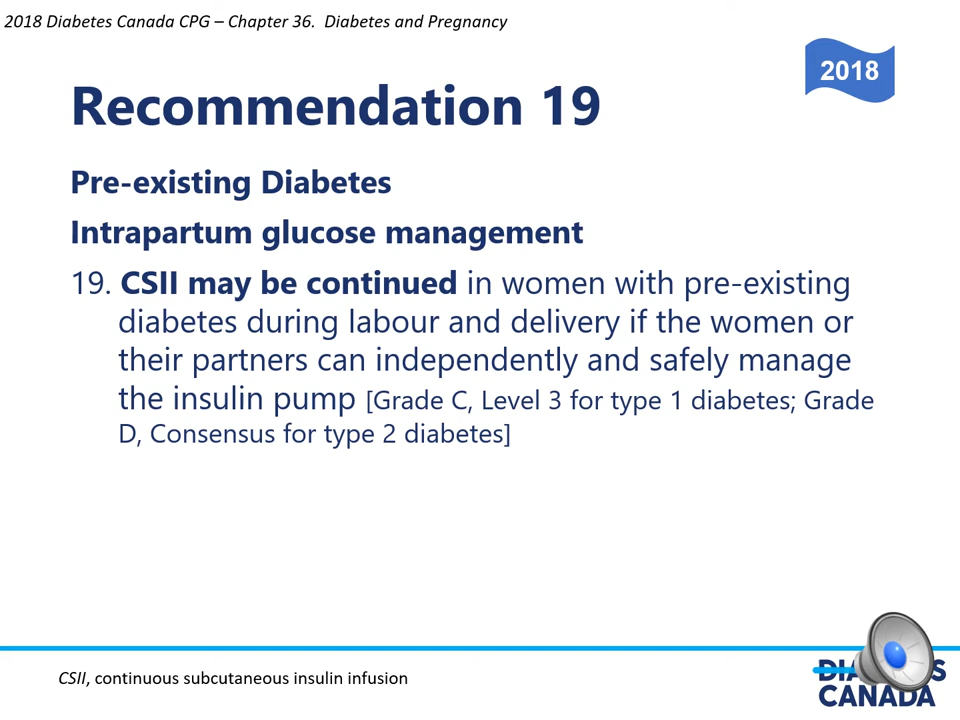 2018 Diabetes Canada CPG – Chapter 36.  Diabetes and Pregnancy
2018
Recommendation 19
Pre-existing Diabetes
Intrapartum glucose management
19. CSII may be continued in women with pre-existing
diabetes during labour and delivery if the women or
their partners can independently and safely manage
the insulin pump [Grade C, Level 3 for type 1 diabetes; Grade
D, Consensus for type 2 diabetes]
CSII, continuous subcutaneous insulin infusion
CANADA